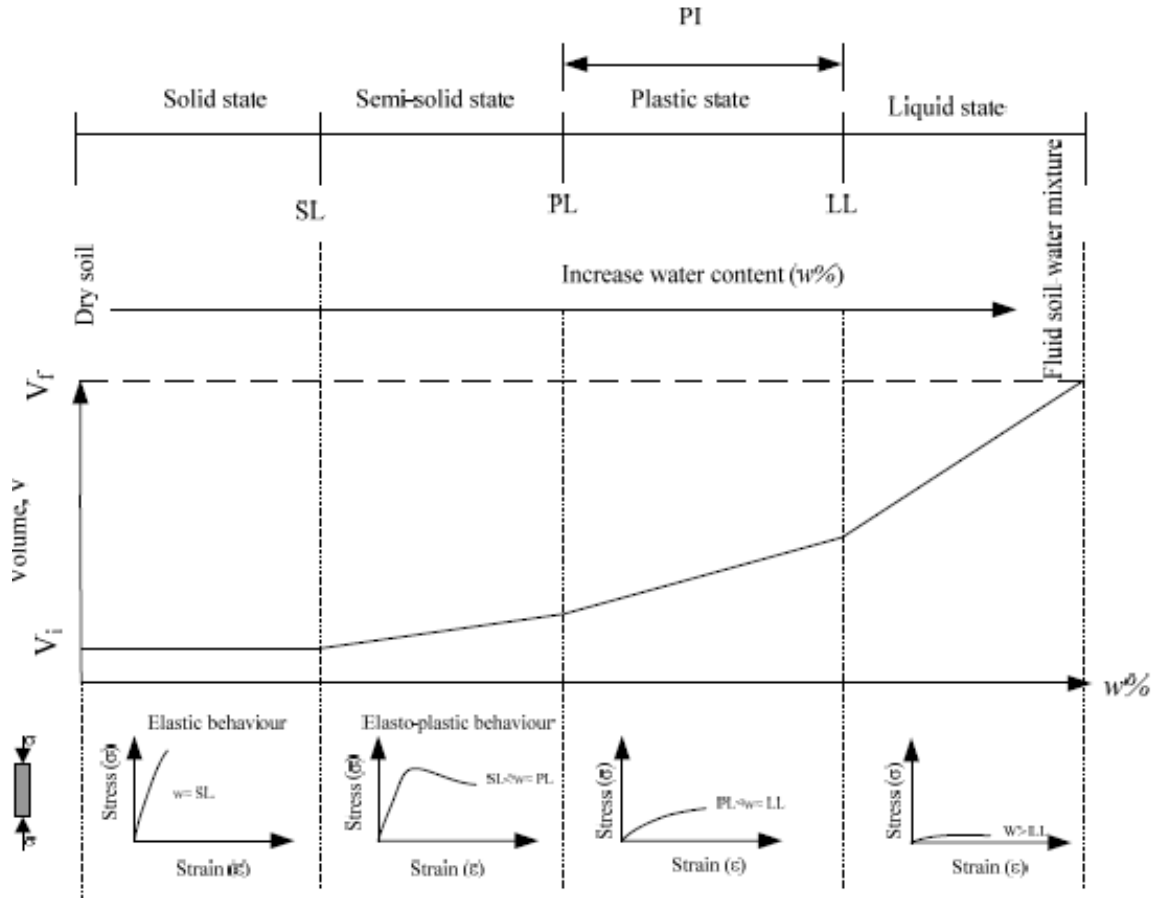 PI
Solid state
Semi-solid state
Plastic state
Liquid state
SL
PL
LL
Dry soil
Increase water content (w%)
Fluid soil-water mixture
Vf
Volume, V
Vi
w%
Elastic behaviour
Elasto-plastic behaviour
σ
σ
Stress (σ)
w= SL
Strain (ε)
Stress (σ)
SL<w= PL
Strain (ε)
Stress (σ)
PL<w= LL
Strain (ε)
Stress (σ)
W>LL
Strain (ε)